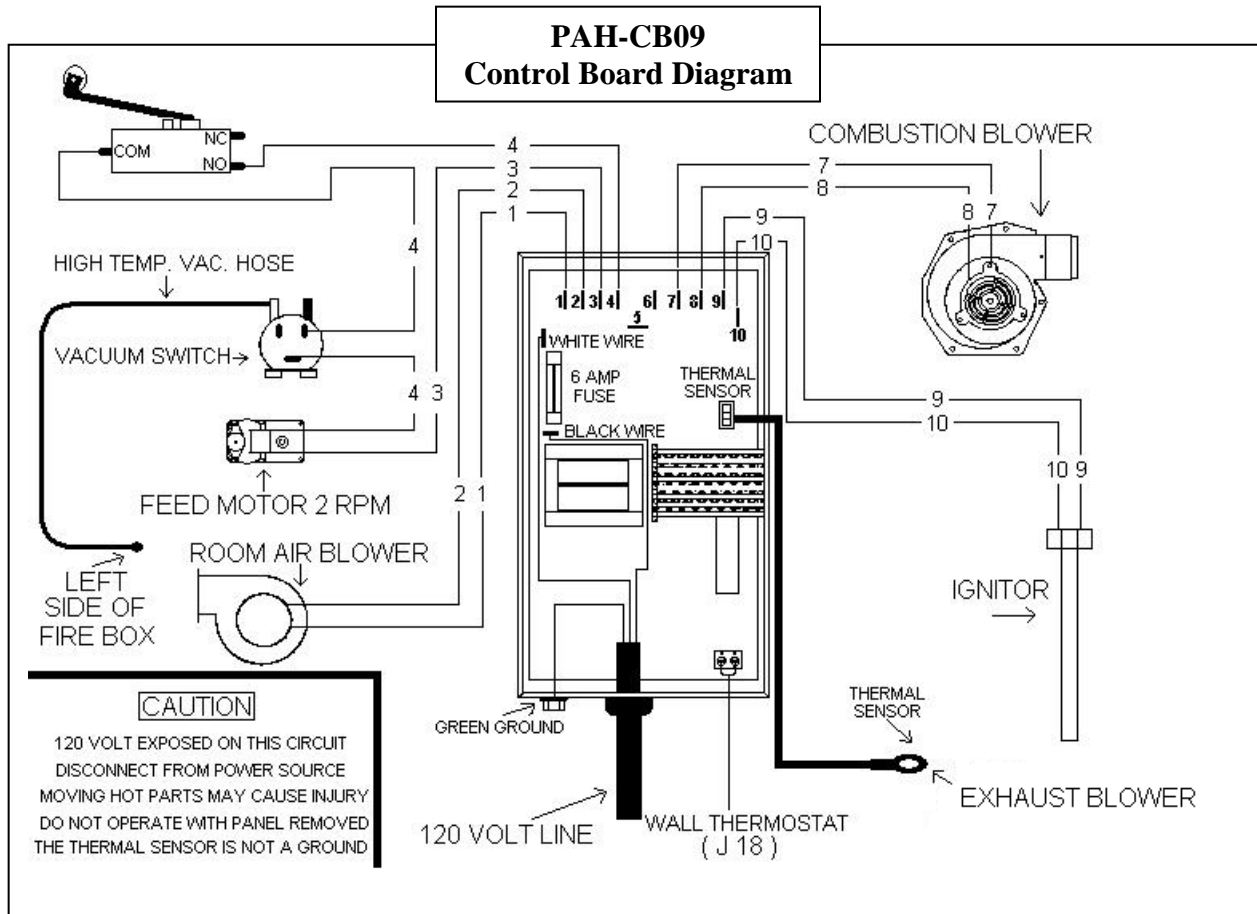 PAH-CB09
Control Board Diagram
NC
COM
NO
4
3
2
1
4
HIGH TEMP. VAC. HOSE
VACUUM SWITCH
4
3
FEED MOTOR 2 RPM
2
1
ROOM AIR BLOWER
LEFT
SIDE OF
FIRE BOX
COMBUSTION BLOWER
7
8
8
7
9
10
1
2
3
4
5
6
7
8
9
10
WHITE WIRE
6 AMP
FUSE
BLACK WIRE
THERMAL
SENSOR
9
10
10
9
IGNITOR
GREEN GROUND
120 VOLT LINE
WALL THERMOSTAT
( J 18 )
THERMAL
SENSOR
EXHAUST BLOWER
CAUTION
120 VOLT EXPOSED ON THIS CIRCUIT
DISCONNECT FROM POWER SOURCE
MOVING HOT PARTS MAY CAUSE INJURY
DO NOT OPERATE WITH PANEL REMOVED
THE THERMAL SENSOR IS NOT A GROUND